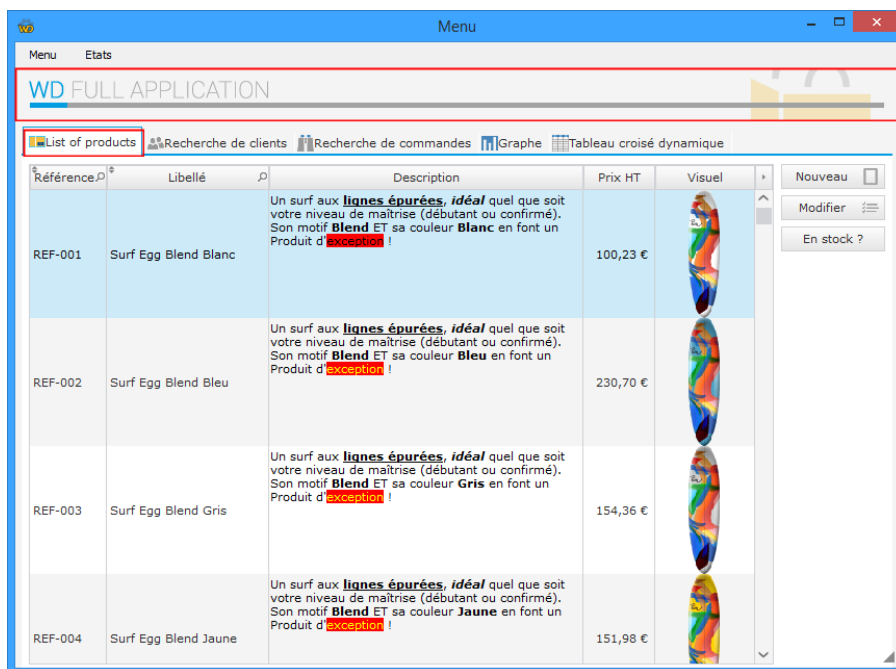 WD
Menu
Menu Etats
WD FULL APPLICATION
List of products Recherche de clients Recherche de commandes Graphe Tableau croisé dynamique
Référence Libellé Description Prix HT Visuel
Nouveau
Modifier
En stock ?
Un surf aux lignes épurées, idéal quel que soit
votre niveau de maîtrise (débutant ou confirmé).
Son motif Blend ET sa couleur Blanc en font un
Produit d'exception !
REF-001 Surf Egg Blend Blanc 100,23 €
Un surf aux lignes épurées, idéal quel que soit
votre niveau de maîtrise (débutant ou confirmé).
Son motif Blend ET sa couleur Bleu en font un
Produit d'exception !
REF-002 Surf Egg Blend Bleu 230,70 €
Un surf aux lignes épurées, idéal quel que soit
votre niveau de maîtrise (débutant ou confirmé).
Son motif Blend ET sa couleur Gris en font un
Produit d'exception !
REF-003 Surf Egg Blend Gris 154,36 €
Un surf aux lignes épurées, idéal quel que soit
votre niveau de maîtrise (débutant ou confirmé).
Son motif Blend ET sa couleur Jaune en font un
Produit d'exception !
REF-004 Surf Egg Blend Jaune 151,98 €